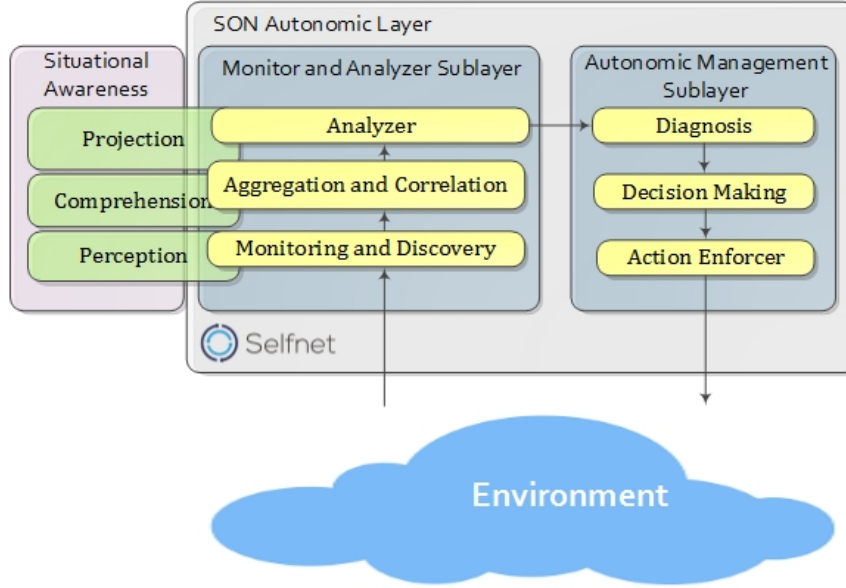 SON Autonomic Layer
Situational
Awareness
Projection
Comprehension
Perception
Monitor and Analyzer Sublayer
Analyzer
Aggregation and Correlation
Monitoring and Discovery
Autonomic Management
Sublayer
Diagnosis
Decision Making
Action Enforcer
Selfnet
Environment